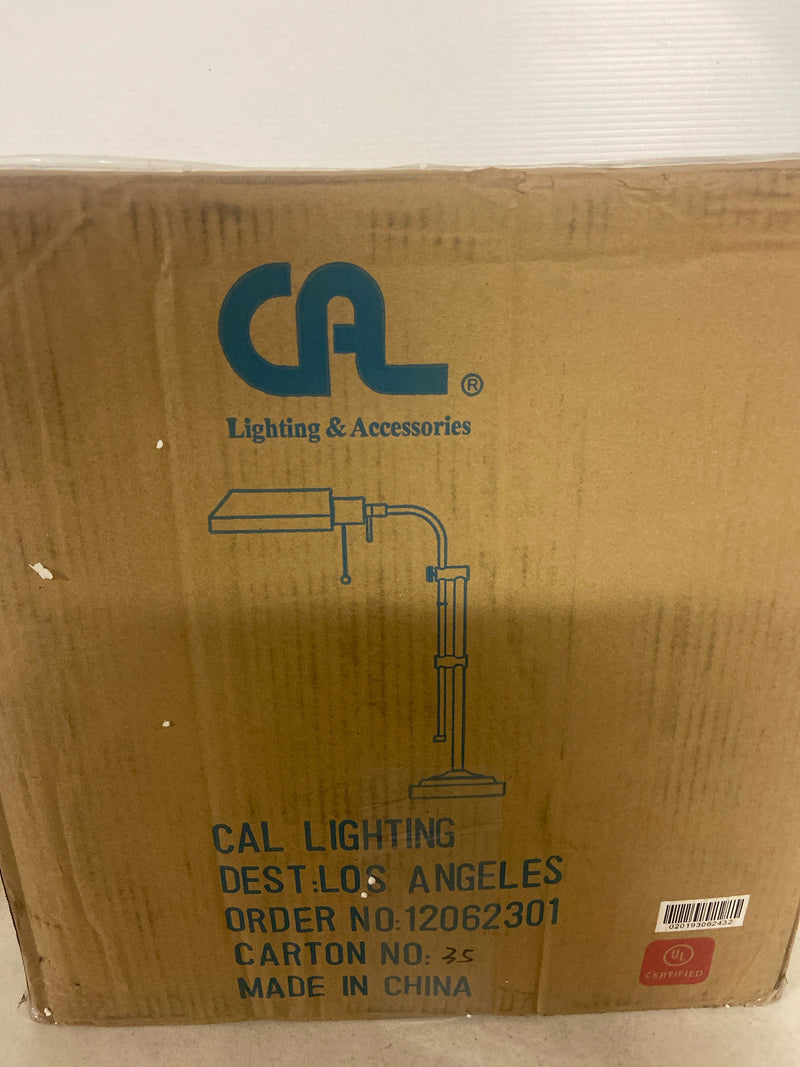 CAL®
Lighting & Accessories
CAL LIGHTING
DEST:LOS ANGELES
ORDER NO:12062301
CARTON NO: 35
MADE IN CHINA
020193062432
UL
CERTIFIED